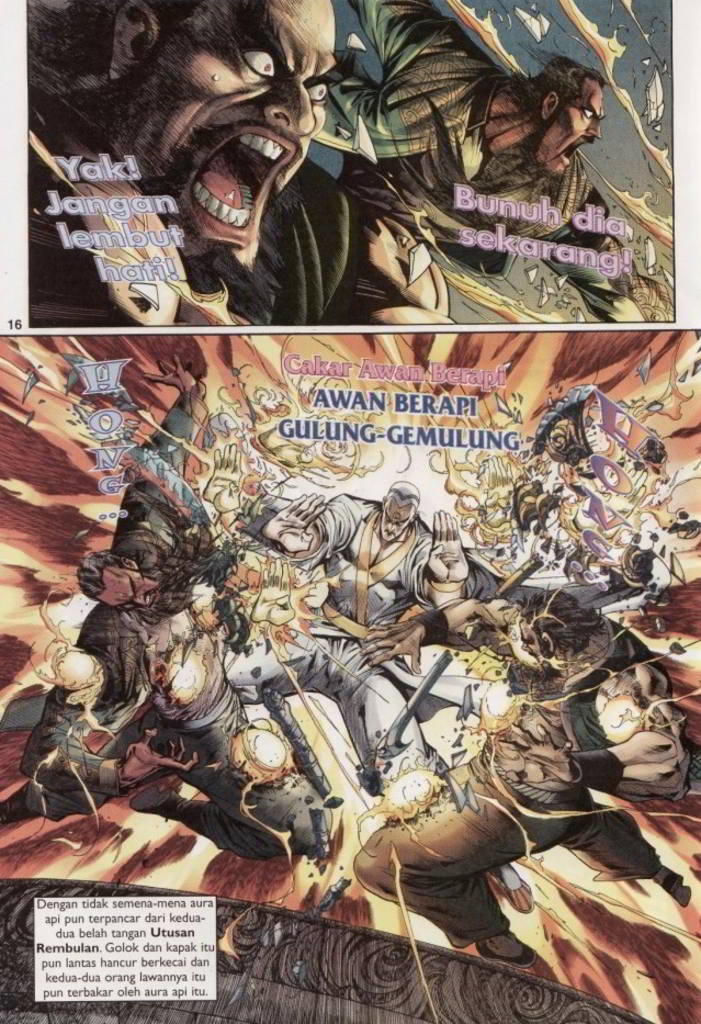 Yak!
Jangan
lembut
hati!
Bunuh dia,
sekarang!
16
HONG...
Cakar Awan Berapi
AWAN BERAPI
GULUNG-GEMULUNG
HONG
Dengan tidak semena-mena aura
api pun terpancar dari kedua-
dua belah tangan Utusan
Rembulan. Golok dan kapak itu
pun lantas hancur berkecai dan
kedua-dua orang lawannya itu
pun terbakar oleh aura api itu.